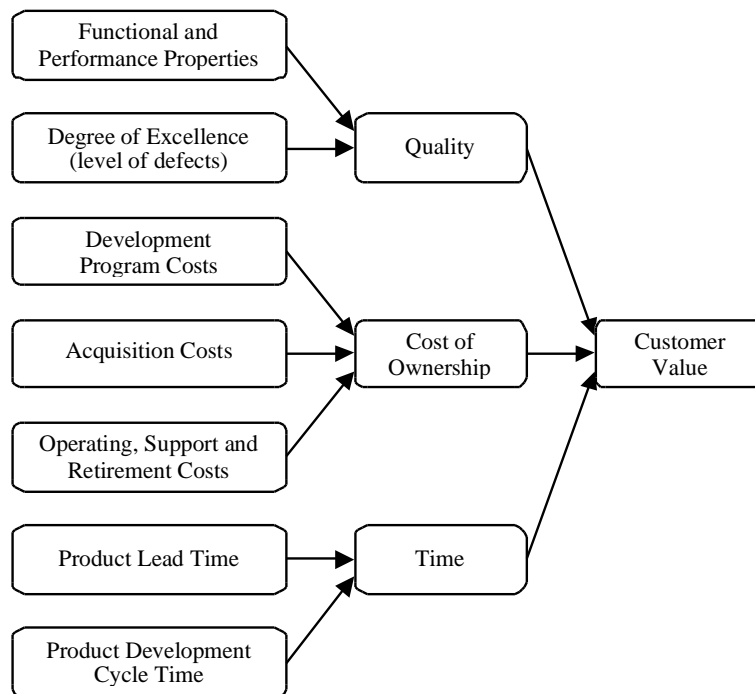 Functional and
Performance Properties
Degree of Excellence
(level of defects)
Quality
Development
Program Costs
Acquisition Costs
Cost of
Ownership
Customer
Value
Operating, Support and
Retirement Costs
Product Lead Time
Time
Product Development
Cycle Time